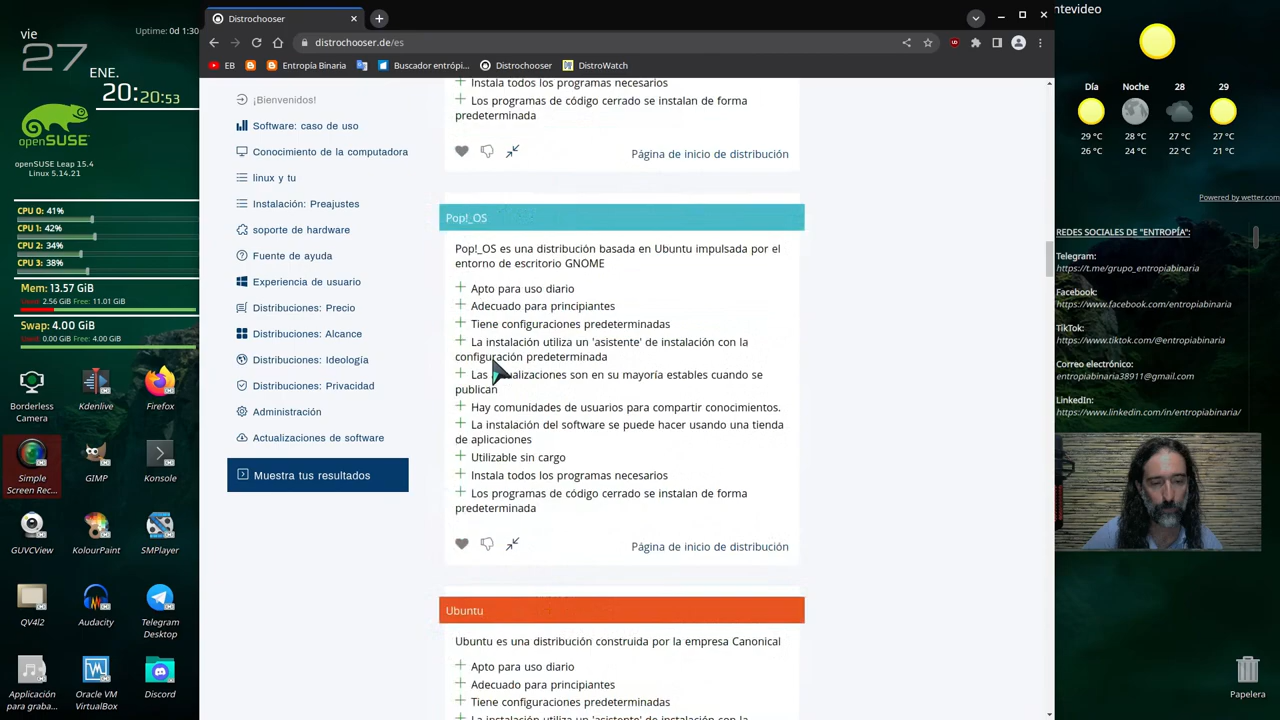 vie
27
Uptime: 0d 1:30
ENE.
20:20:53
openSUSE
openSUSE Leap 15.4
Linux 5.14.21
CPU 0: 41%
CPU 1: 42%
CPU 2: 34%
CPU 3: 38%
Mem: 13.57 GiB
Used: 2.56 GiB Free: 11.01 GiB
Swap: 4.00 GiB
Free: 4.00 GiB
Borderless Camera
Kdenlive
Firefox
Simple Screen Rec...
GIMP
Konsole
GUVCView
KolourPaint
SMPlayer
QV4l2
Audacity
Telegram Desktop
Aplicación para graba...
Oracle VM VirtualBox
Discord
Distrochooser
distrochooser.de/es
EB
Entropía Binaria
Buscador entrópi...
Distrochooser
DistroWatch
¡Bienvenidos!
Software: caso de uso
Conocimiento de la computadora
linux y tu
Instalación: Preajustes
soporte de hardware
Fuente de ayuda
Experiencia de usuario
Distribuciones: Precio
Distribuciones: Alcance
Distribuciones: Ideología
Distribuciones: Privacidad
Administración
Actualizaciones de software
Muestra tus resultados
Instala todos los programas necesarios
Los programas de código cerrado se instalan de forma
predeterminada
Página de inicio de distribución
Pop!_OS
Pop!_OS es una distribución basada en Ubuntu impulsada por el
entorno de escritorio GNOME
Apto para uso diario
Adecuado para principiantes
Tiene configuraciones predeterminadas
La instalación utiliza un 'asistente' de instalación con la
configuración predeterminada
Las actualizaciones son en su mayoría estables cuando se
publican
Hay comunidades de usuarios para compartir conocimientos.
La instalación del software se puede hacer usando una tienda
de aplicaciones
Utilizable sin cargo
Instala todos los programas necesarios
Los programas de código cerrado se instalan de forma
predeterminada
Página de inicio de distribución
Ubuntu
Ubuntu es una distribución construida por la empresa Canonical
Apto para uso diario
Adecuado para principiantes
Tiene configuraciones predeterminadas
La instalación utiliza un 'asistente' de instalación con la
ntevideo
Día Noche 28 29
29 °C 28 °C 27 °C 27 °C
26 °C 24 °C 22 °C 21 °C
Powered by wetter.com
REDES SOCIALES DE "ENTROPÍA":
Telegram:
https://t.me/grupo_entropiabinaria
Facebook:
https://www.facebook.com/entropiabinaria
TikTok:
https://www.tiktok.com/@entropiabinaria
Correo electrónico:
entropiabinaria38911@gmail.com
LinkedIn:
https://www.linkedin.com/in/entropiabinaria/
Papelera